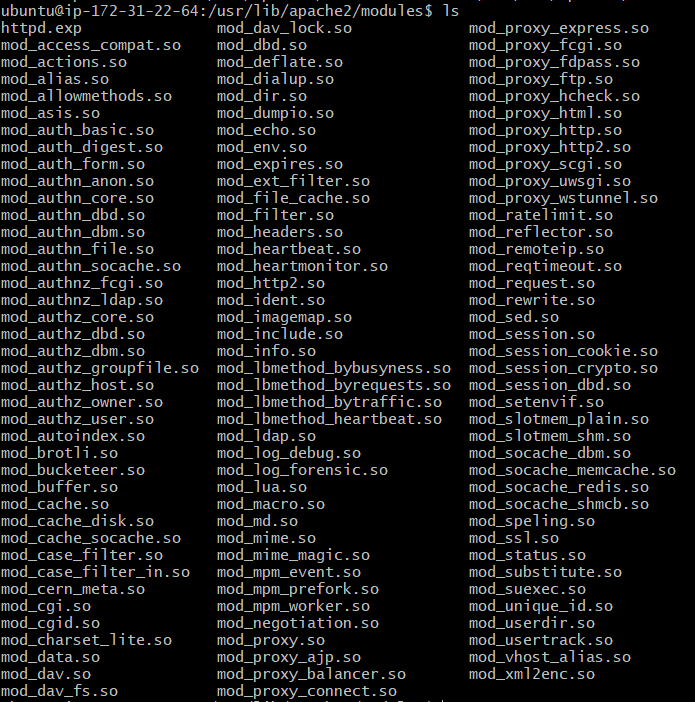 ubuntu@ip-172-31-22-64:/usr/lib/apache2/modules$ ls
httpd.exp mod_dav_lock.so mod_proxy_express.so
mod_access_compat.so mod_dbd.so mod_proxy_fcgi.so
mod_actions.so mod_deflate.so mod_proxy_fdpass.so
mod_alias.so mod_dialup.so mod_proxy_ftp.so
mod_allowmethods.so mod_dir.so mod_proxy_hcheck.so
mod_asis.so mod_dumpio.so mod_proxy_html.so
mod_auth_basic.so mod_echo.so mod_proxy_http.so
mod_auth_digest.so mod_env.so mod_proxy_http2.so
mod_auth_form.so mod_expires.so mod_proxy_scgi.so
mod_authn_anon.so mod_ext_filter.so mod_proxy_uwsgi.so
mod_authn_core.so mod_file_cache.so mod_proxy_wstunnel.so
mod_authn_dbd.so mod_filter.so mod_ratelimit.so
mod_authn_dbm.so mod_headers.so mod_reflector.so
mod_authn_file.so mod_heartbeat.so mod_remoteip.so
mod_authn_socache.so mod_heartmonitor.so mod_reqtimeout.so
mod_authnz_fcgi.so mod_http2.so mod_request.so
mod_authnz_ldap.so mod_ident.so mod_rewrite.so
mod_authz_core.so mod_imagemap.so mod_sed.so
mod_authz_dbd.so mod_include.so mod_session.so
mod_authz_dbm.so mod_info.so mod_session_cookie.so
mod_authz_groupfile.so mod_lbmethod_bybusyness.so mod_session_crypto.so
mod_authz_host.so mod_lbmethod_byrequests.so mod_session_dbd.so
mod_authz_owner.so mod_lbmethod_bytraffic.so mod_setenvif.so
mod_authz_user.so mod_lbmethod_heartbeat.so mod_slotmem_plain.so
mod_autoindex.so mod_ldap.so mod_slotmem_shm.so
mod_brotli.so mod_log_debug.so mod_socache_dbm.so
mod_bucketeer.so mod_log_forensic.so mod_socache_memcache.so
mod_buffer.so mod_lua.so mod_socache_redis.so
mod_cache.so mod_macro.so mod_socache_shmcb.so
mod_cache_disk.so mod_md.so mod_speling.so
mod_cache_socache.so mod_mime.so mod_ssl.so
mod_case_filter.so mod_mime_magic.so mod_status.so
mod_case_filter_in.so mod_mpm_event.so mod_substitute.so
mod_cern_meta.so mod_mpm_prefork.so mod_suexec.so
mod_cgi.so mod_mpm_worker.so mod_unique_id.so
mod_cgid.so mod_negotiation.so mod_userdir.so
mod_charset_lite.so mod_proxy.so mod_usertrack.so
mod_data.so mod_proxy_ajp.so mod_vhost_alias.so
mod_dav.so mod_proxy_balancer.so mod_xml2enc.so
mod_dav_fs.so mod_proxy_connect.so